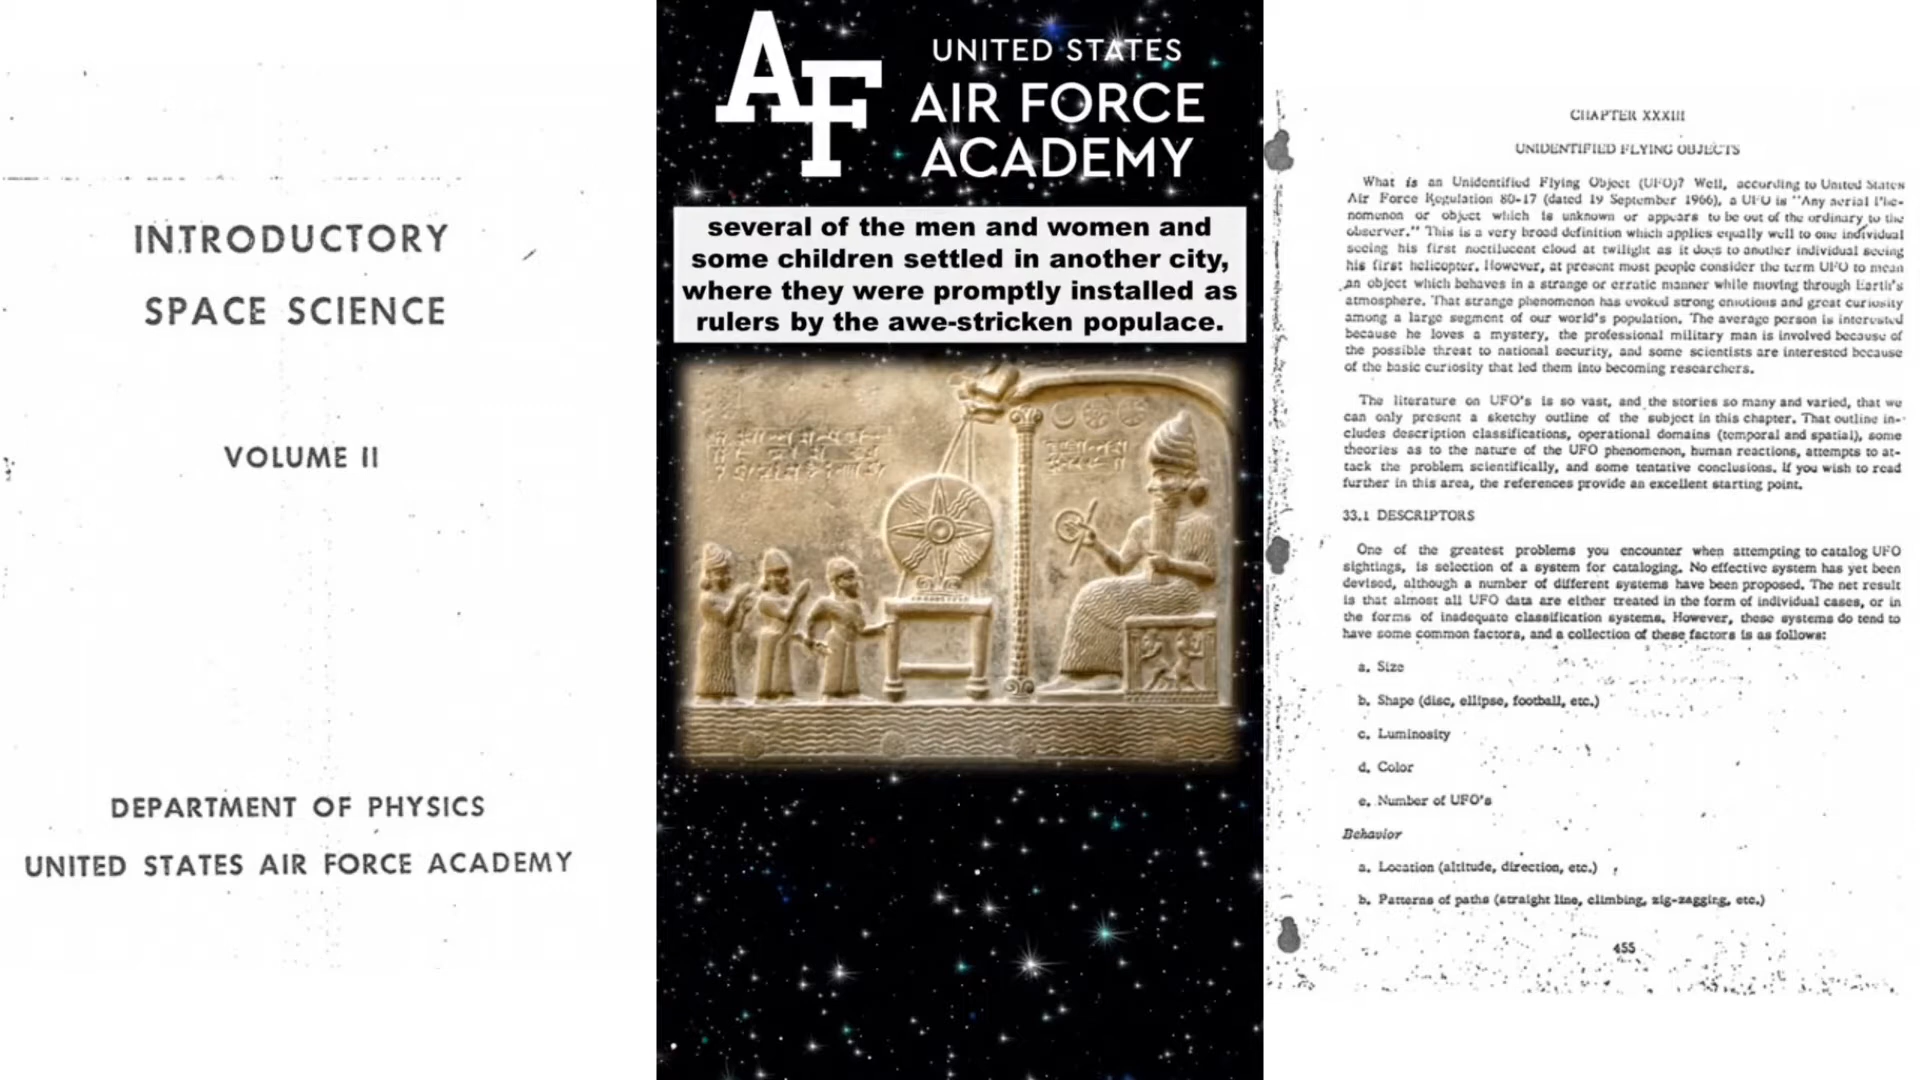 INTRODUCTORY
SPACE SCIENCE
VOLUME II
DEPARTMENT OF PHYSICS
UNITED STATES AIR FORCE ACADEMY
AF
UNITED STATES
AIR FORCE
ACADEMY
several of the men and women and
some children settled in another city,
where they were promptly installed as
rulers by the awe-stricken populace.
CHAPTER XXXIII
UNIDENTIFIED FLYING OBJECTS
What is an Unidentified Flying Object (UFO)? Well, according to United States
Air Force Regulation 80-17 (dated 19 September 1966), a UFO is "Any aerial Phe-
nomenon or object which is unknown or appears to be out of the ordinary to the
observer." This is a very broad definition which applies equally well to one individual
seeing his first noctilucent cloud at twilight as it does to another individual seeing
his first helicopter. However, at present most people consider the term UFO to mean
an object which behaves in a strange or erratic manner while moving through Earth's
atmosphere. That strange phenomenon has evoked strong emotions and great curiosity
among a large segment of our world's population. The average person is interested
because he loves a mystery, the professional military man is involved because of
the possible threat to national security, and some scientists are interested because
of the basic curiosity that led them into becoming researchers.
The literature on UFO's is so vast, and the stories so many and varied, that we
can only present a sketchy outline of the subject in this chapter. That outline in-
cludes description classifications, operational domains (temporal and spatial), some
theories as to the nature of the UFO phenomenon, human reactions, attempts to at-
tack the problem scientifically, and some tentative conclusions. If you wish to read
further in this area, the references provide an excellent starting point.
33.1 DESCRIPTORS
One of the greatest problems you encounter when attempting to catalog UFO
sightings, is selection of a system for cataloging. No effective system has yet been
devised, although a number of different systems have been proposed. The net result
is that almost all UFO data are either treated in the form of individual cases, or in
the forms of inadequate classification systems. However, these systems do tend to
have some common factors, and a collection of these factors is as follows:
a. Size
b. Shape (disc, ellipse, football, etc.)
c. Luminosity
d. Color
e. Number of UFO's
Behavior
a. Location (altitude, direction, etc.)
b. Patterns of paths (straight line, climbing, zig-zagging, etc.)
455